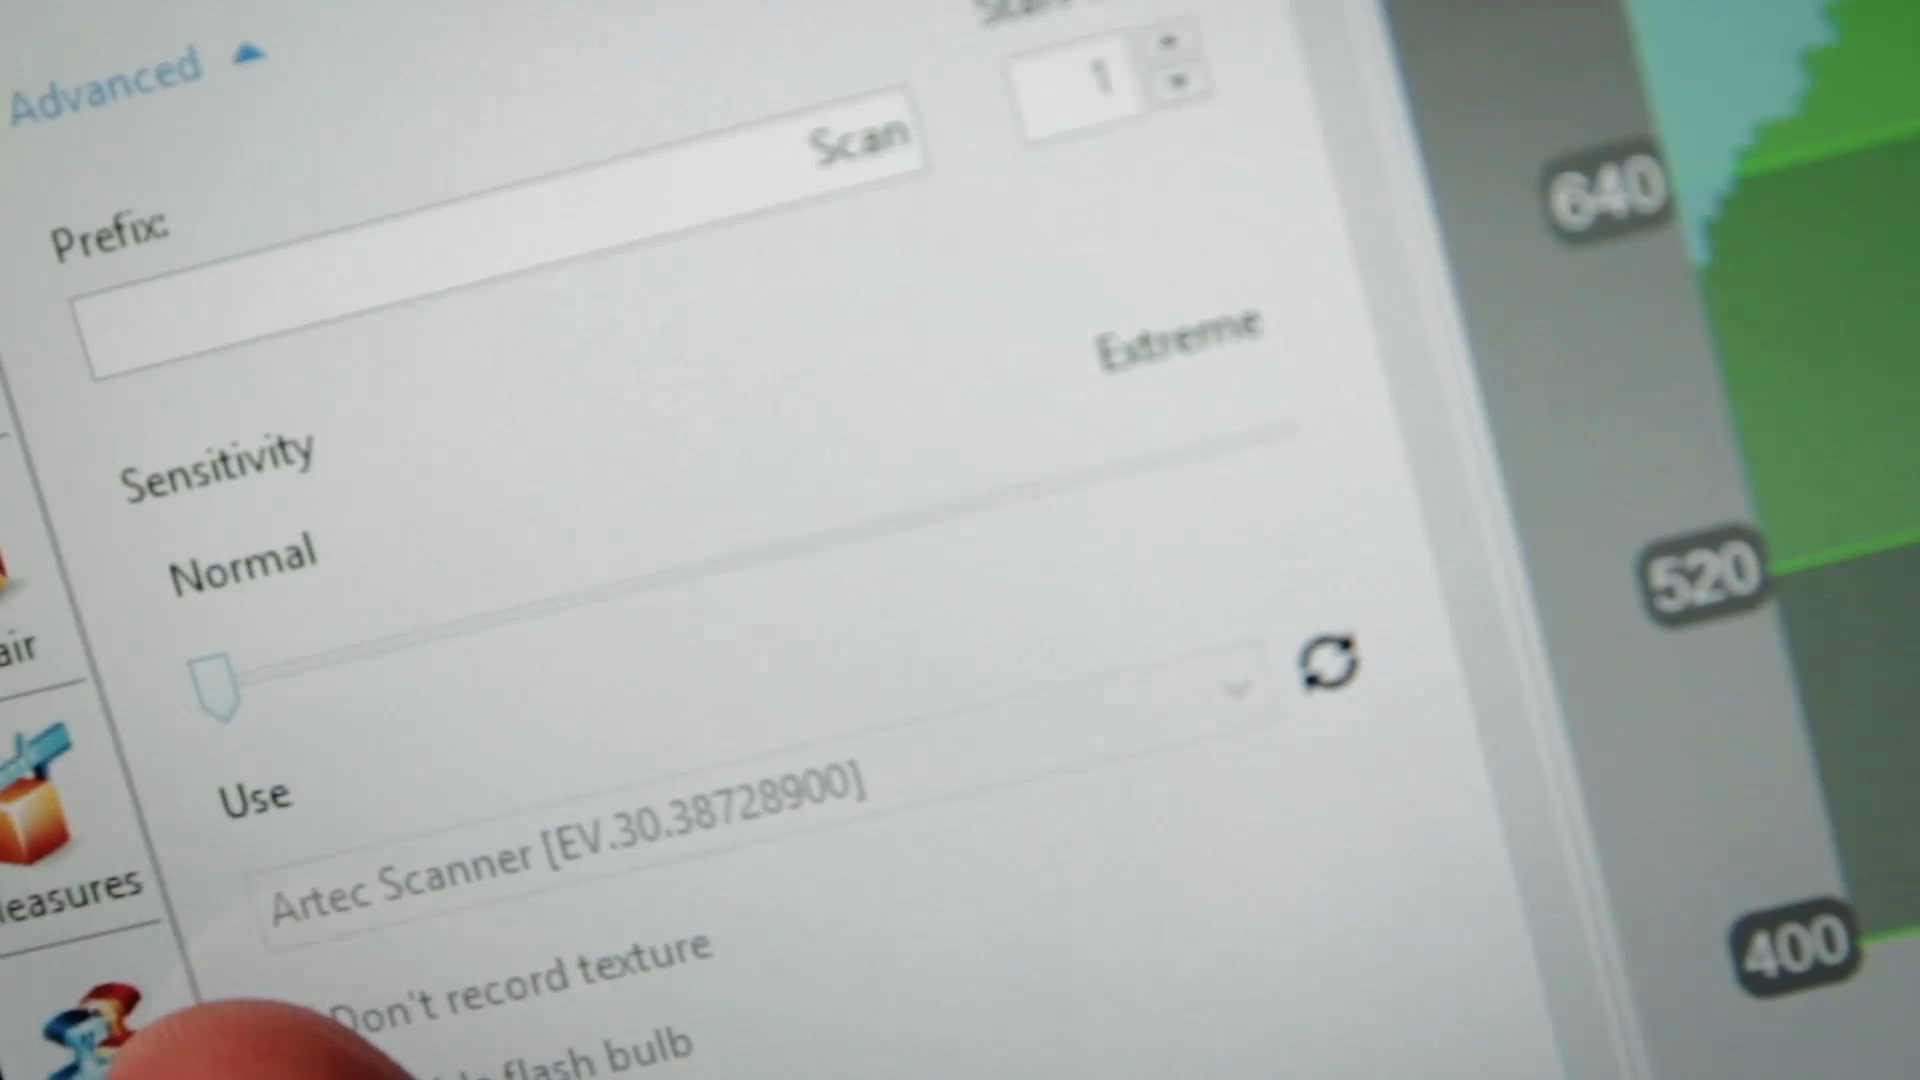 Advanced
Scan
1
Prefix:
640
Extreme
Sensitivity
Normal
520
Use
air
Artec Scanner [EV.30.38728900]
easures
400
Don't record texture
flash bulb